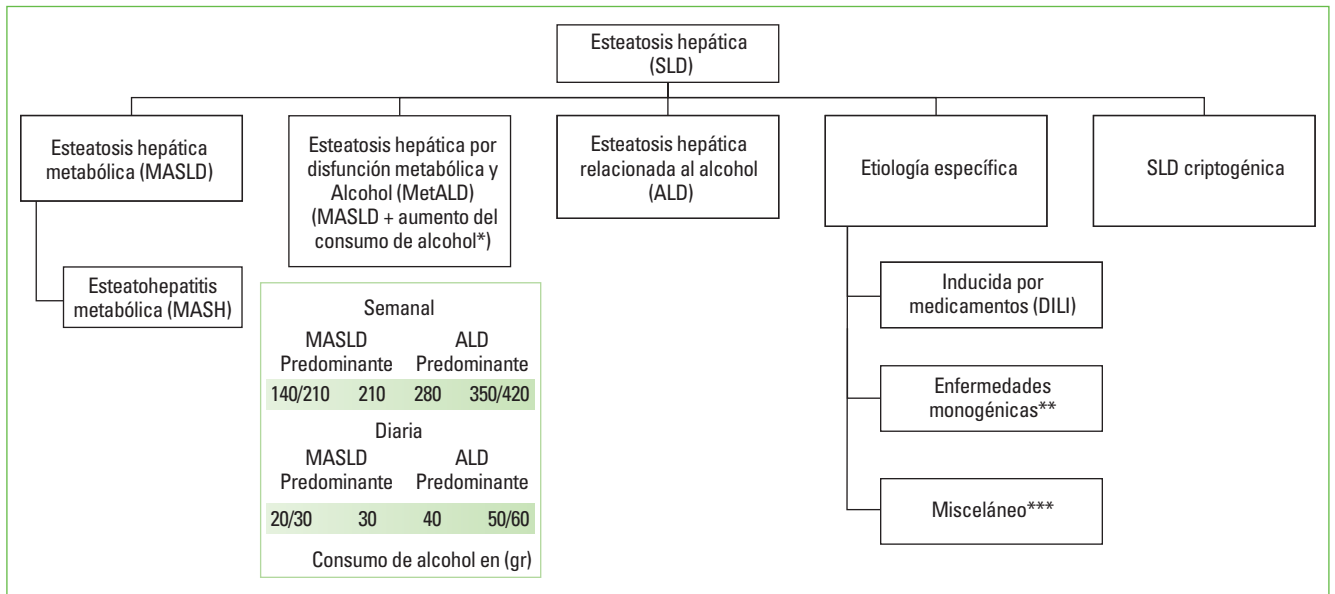 Esteatosis hepática
(SLD)
Esteatosis hepática
metabólica (MASLD)
Esteatohepatitis
metabólica (MASH)
Esteatosis hepática por
disfunción metabólica y
Alcohol (MetALD)
(MASLD + aumento del
consumo de alcohol*)
Semanal
MASLD ALD
Predominante Predominante
140/210 210 280 350/420
Diaria
MASLD ALD
Predominante Predominante
20/30 30 40 50/60
Consumo de alcohol en (gr)
Esteatosis hepática
relacionada al alcohol
(ALD)
Etiología específica
Inducida por
medicamentos (DILI)
Enfermedades
monogénicas**
Misceláneo***
SLD criptogénica